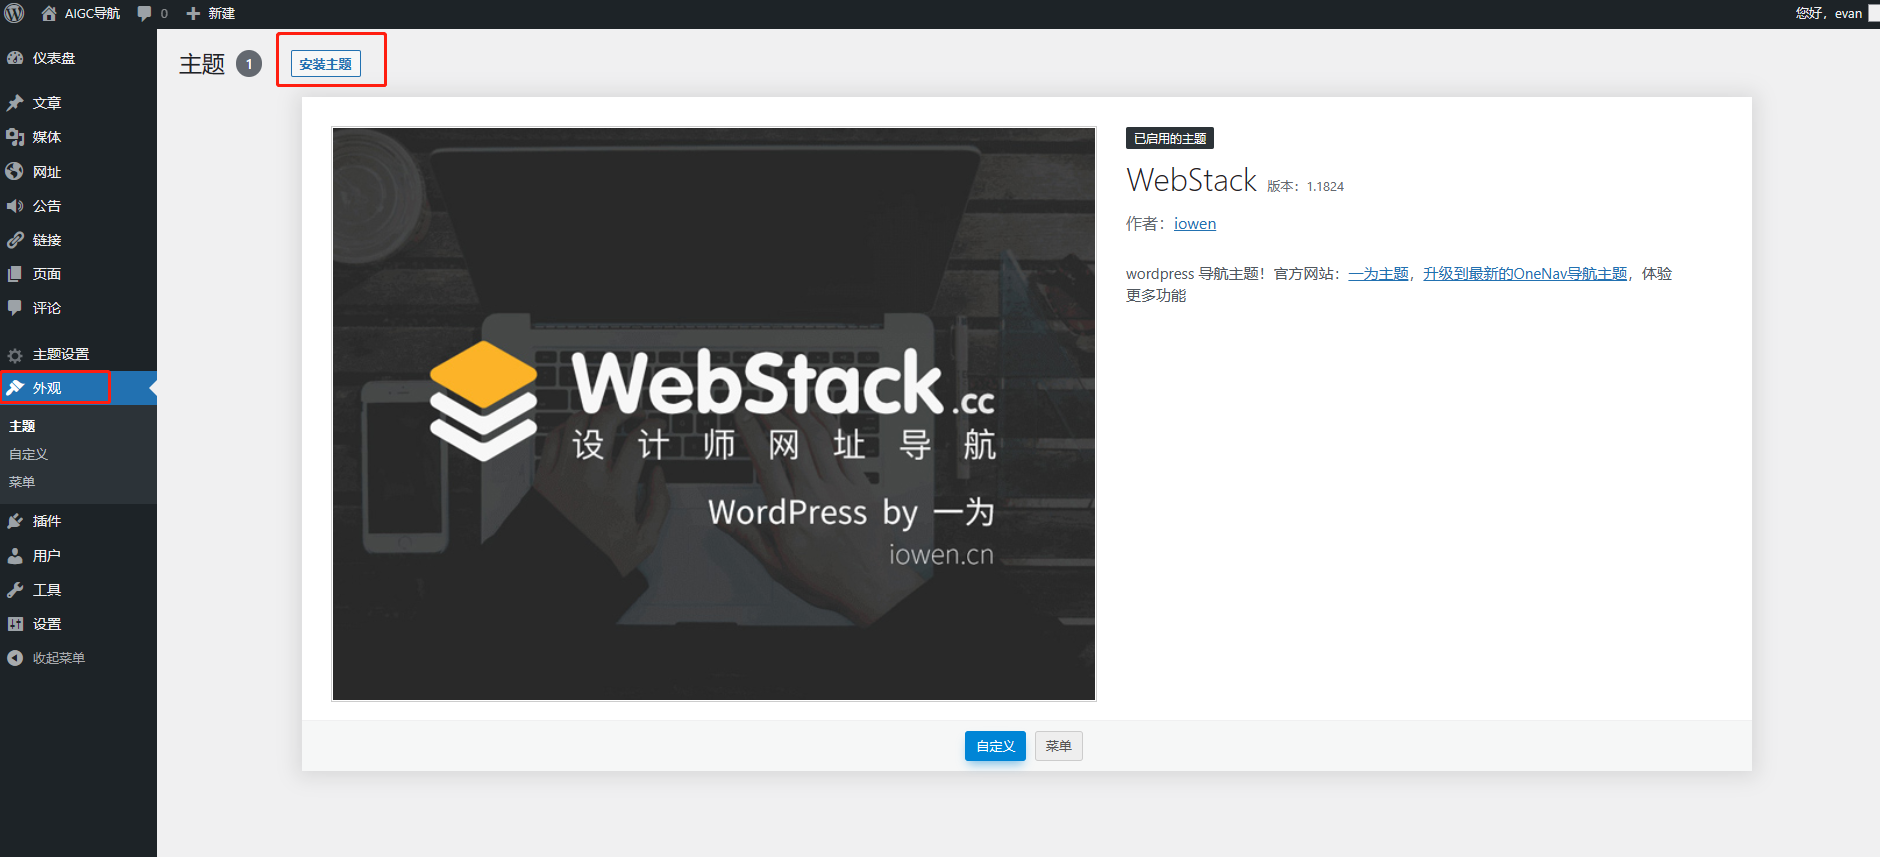 AIGC导航 0 新建 您好，evan
仪表盘
文章
媒体
网址
公告
链接
页面
评论
主题设置
外观
主题
自定义
菜单
插件
用户
工具
设置
收起菜单
主题 1 安装主题
WebStack.cc
设计师网址导航
WordPress by 一为
iowen.cn
已启用的主题
WebStack 版本：1.1824
作者：iowen
wordpress 导航主题！官方网站：一为主题，升级到最新的OneNav导航主题，体验
更多功能
自定义 菜单